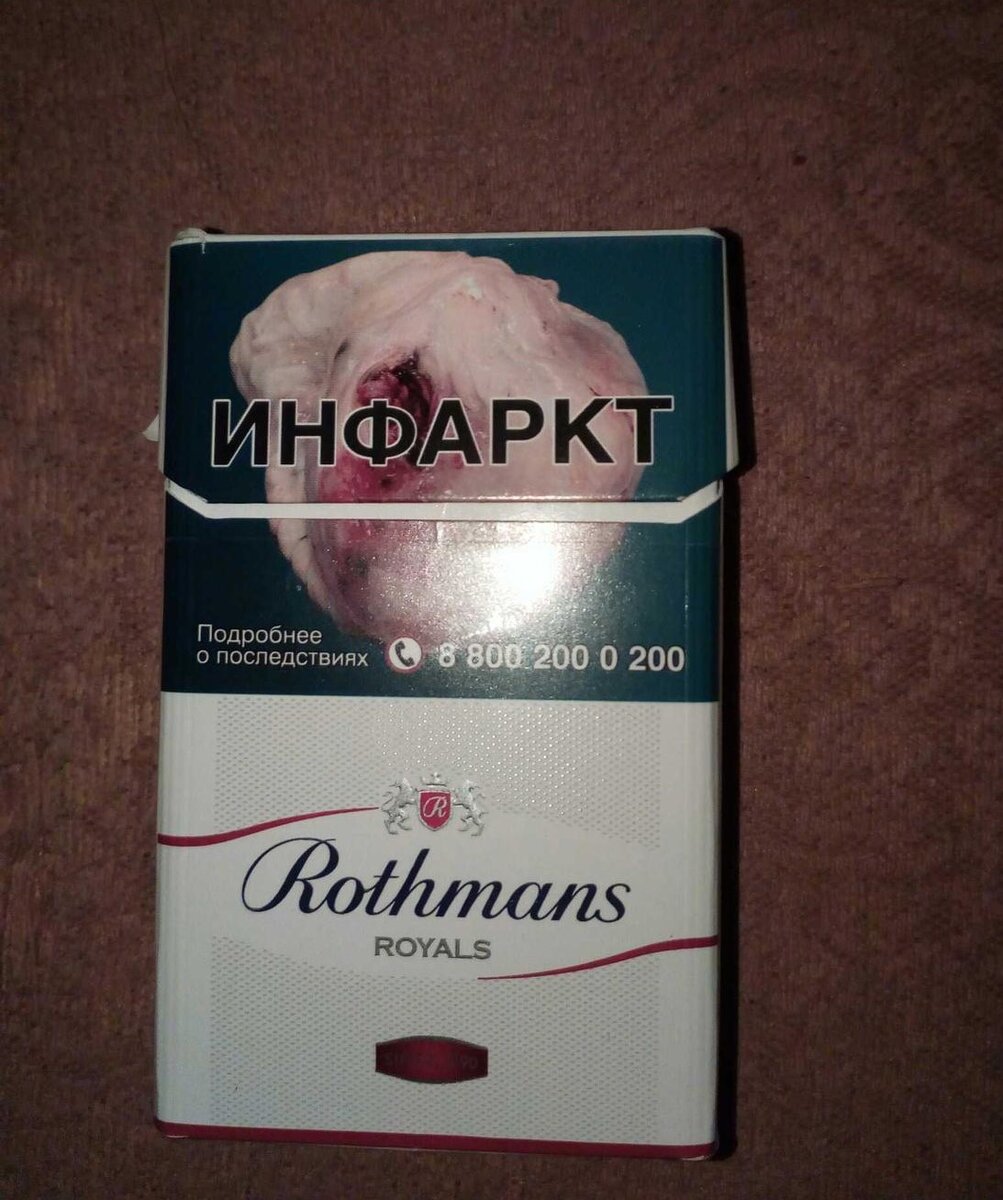 ИНФАРКТ
Подробнее
о последствиях
8 800 200 0 200
R
Rothmans
ROYALS